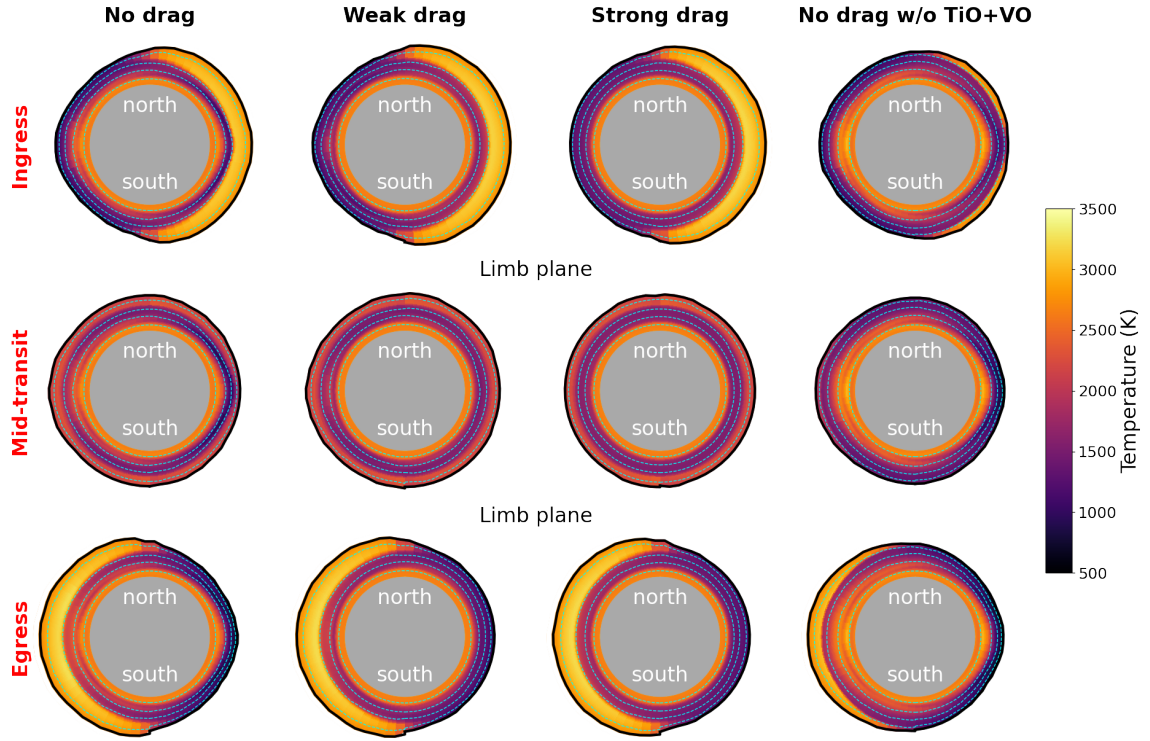 No drag
Weak drag
Strong drag
No drag w/o TiO+VO
Ingress
north
south
north
south
north
south
north
south
Limb plane
Mid-transit
north
south
north
south
north
south
north
south
Limb plane
Egress
north
south
north
south
north
south
north
south
3500
3000
2500
2000
1500
1000
500
Temperature (K)